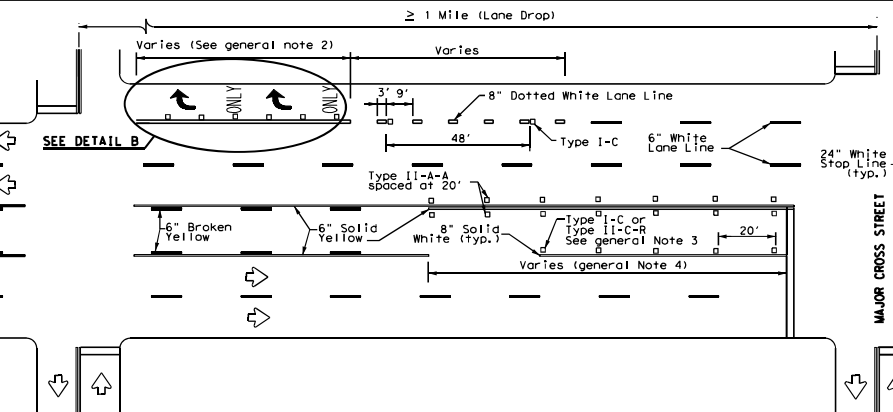 ≥ 1 Mile (Lane Drop)
Varies (See general note 2)
Varies
ONLY
ONLY
3'
9'
8" Dotted White Lane Line
SEE DETAIL B
48'
Type I-C
6" White
Lane Line
24" White
Stop Line
(typ.)
Type II-A-A
spaced at 20'
6" Broken
Yellow
6" Solid
Yellow
8" Solid
White (typ.)
Type I-C or
Type II-C-R
See general Note 3
20'
Varies (general Note 4)
MAJOR CROSS STREET